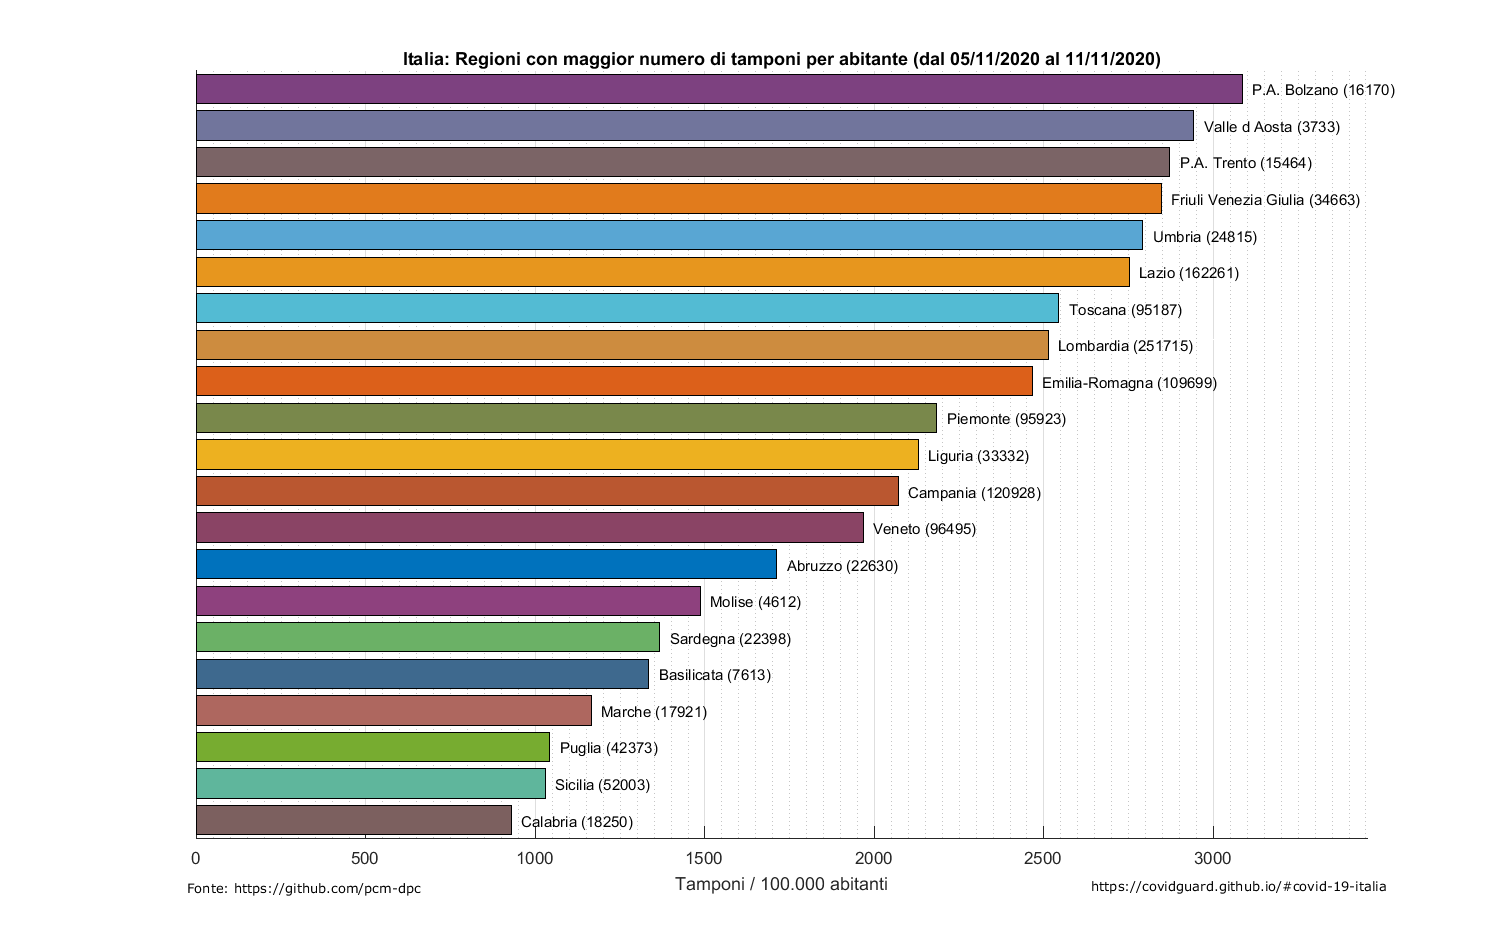 Italia: Regioni con maggior numero di tamponi per abitante (dal 05/11/2020 al 11/11/2020)
P.A. Bolzano (16170)
Valle d Aosta (3733)
P.A. Trento (15464)
Friuli Venezia Giulia (34663)
Umbria (24815)
Lazio (162261)
Toscana (95187)
Lombardia (251715)
Emilia-Romagna (109699)
Piemonte (95923)
Liguria (33332)
Campania (120928)
Veneto (96495)
Abruzzo (22630)
Molise (4612)
Sardegna (22398)
Basilicata (7613)
Marche (17921)
Puglia (42373)
Sicilia (52003)
Calabria (18250)
0 500 1000 1500 2000 2500 3000
Tamponi / 100.000 abitanti
Fonte: https://github.com/pcm-dpc
https://covidguard.github.io/#covid-19-italia